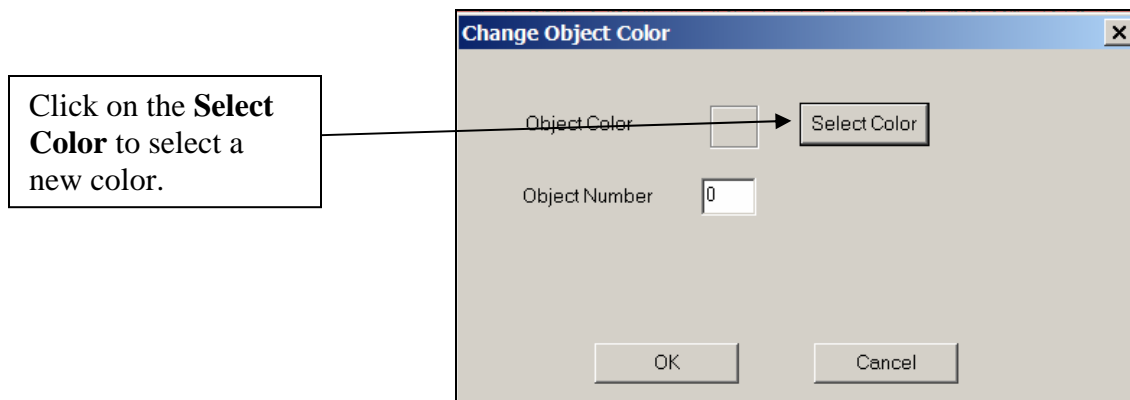 Change Object Color
Click on the Select
Color to select a
new color.
Object Color
Select Color
Object Number
0
OK
Cancel